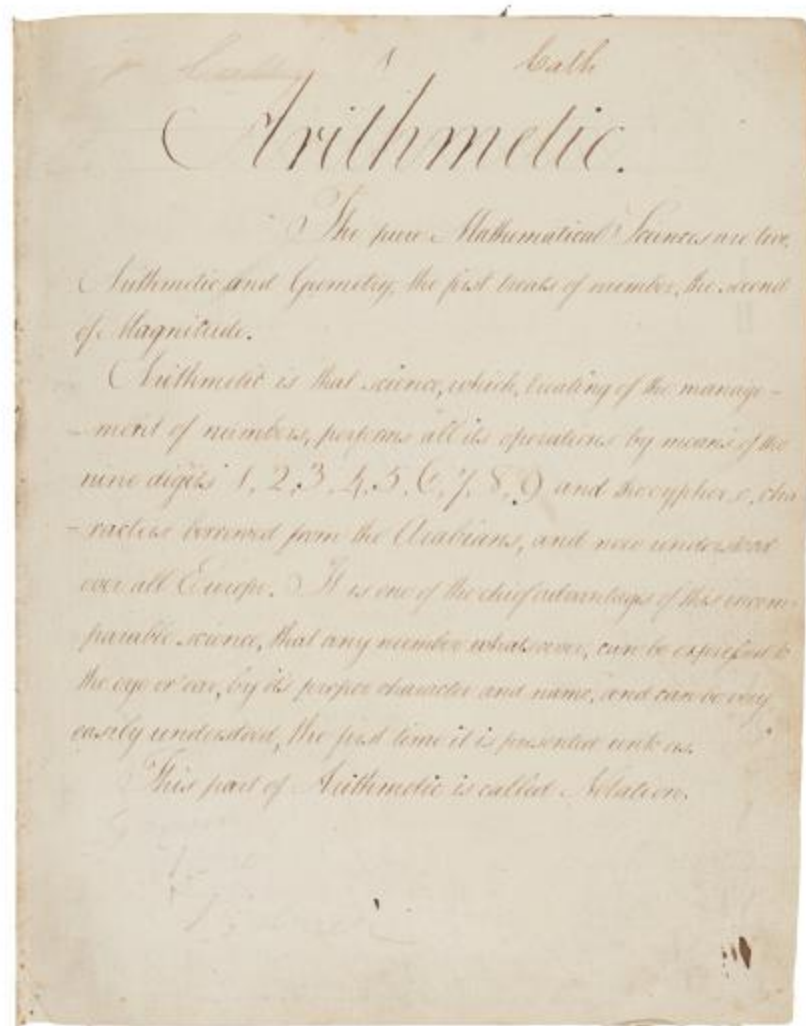 Cath
Arithmetic.
The pure Mathematical Sciences are two,
Arithmetic and Geometry, the first treats of number, the second
of Magnitude.
Arithmetic is that science, which, treating of the manage-
-ment of numbers, performs all its operations by means of the
nine digits 1, 2, 3, 4, 5, 6, 7, 8, 9 and the cypher, o, cha
-racters borrowed from the Arabians, and now understood
over all Europe. It is one of the chief advantages of this incom-
parable science, that any number whatsoever, can be expressed to
the eye or ear, by its proper character and name, and can be very
easily understood, the first time it is presented unto us.
This part of Arithmetic is called Notation.